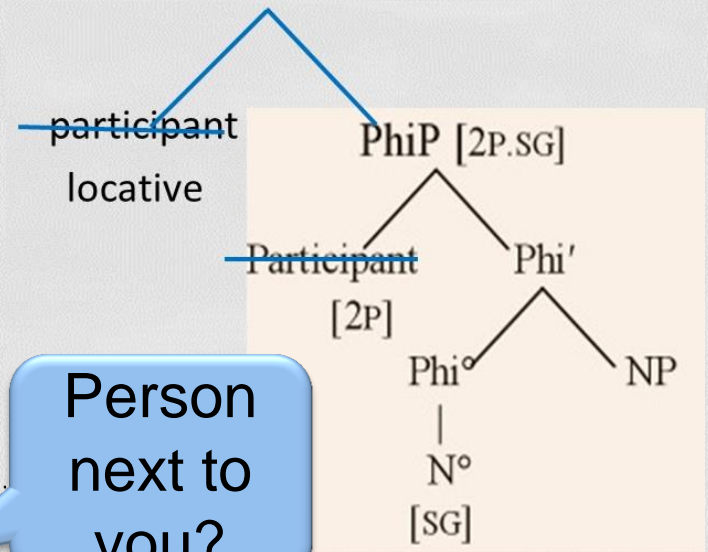 participant
locative
PhiP [2P.SG]
Participant
Phi′
[2P]
Phi° NP
N°
[SG]
Person
next to
you?